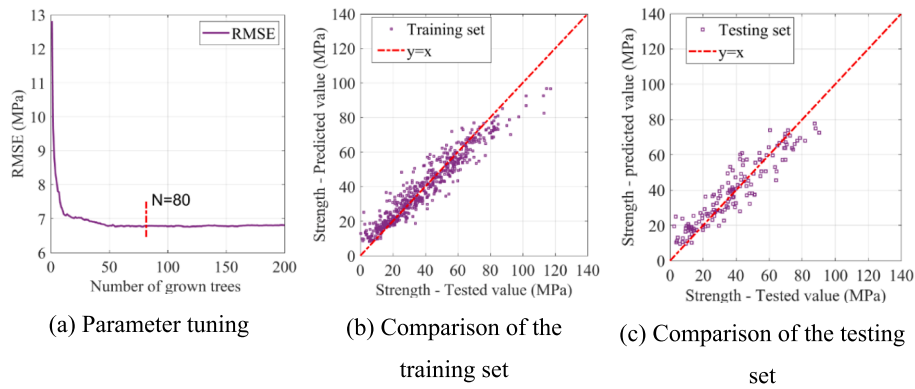 13
12
11
10
9
8
7
6
RMSE (MPa)
RMSE
N=80
0 50 100 150 200
Number of grown trees
(a) Parameter tuning
140
120
100
80
60
40
20
0
Strength - Predicted value (MPa)
Training set
y=x
0 20 40 60 80 100 120 140
Strength - Tested value (MPa)
(b) Comparison of the
training set
140
120
100
80
60
40
20
0
Strength - predicted value (MPa)
Testing set
y=x
0 20 40 60 80 100 120 140
Strength - Tested value (MPa)
(c) Comparison of the testing
set